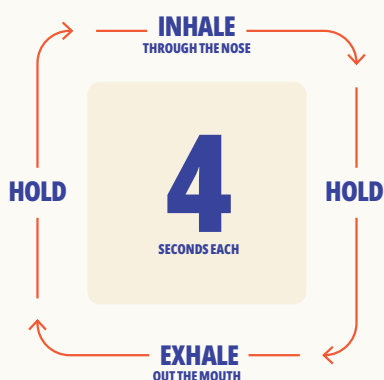 INHALE
THROUGH THE NOSE
4
HOLD
HOLD
SECONDS EACH
EXHALE
OUT THE MOUTH